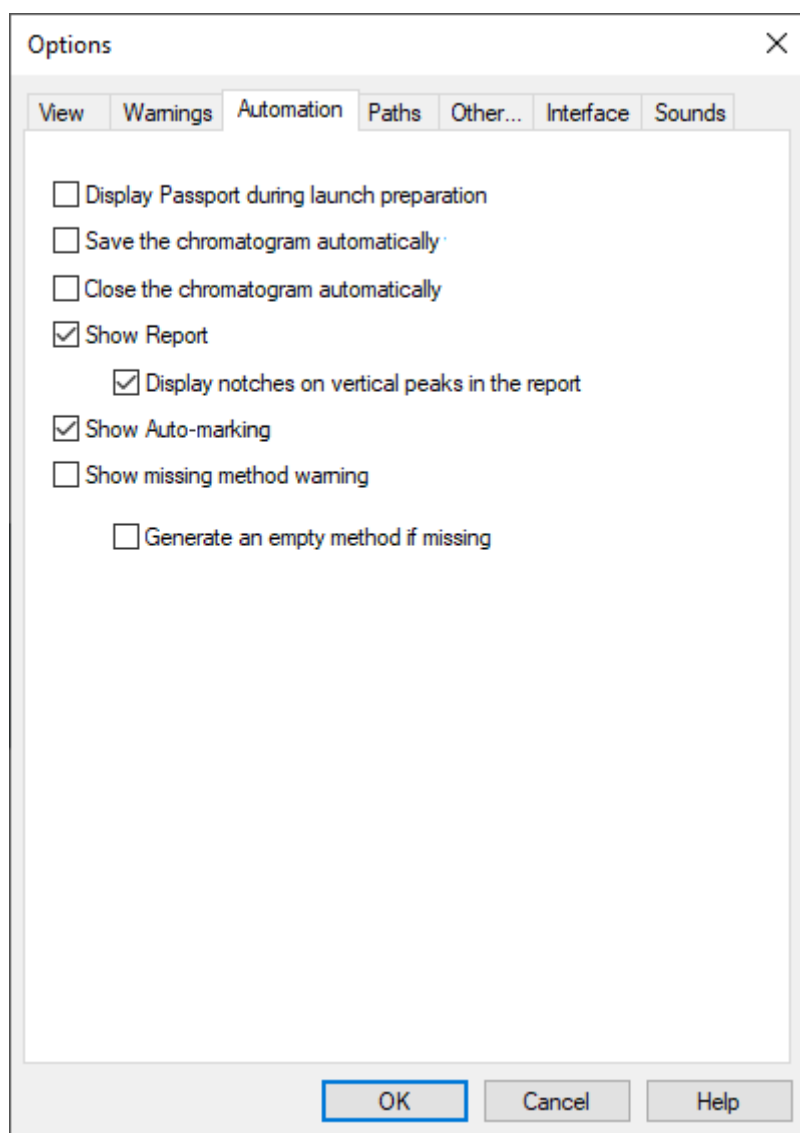 Options
View Warnings Automation Paths Other... Interface Sounds
Display Passport during launch preparation
Save the chromatogram automatically
Close the chromatogram automatically
Show Report
Display notches on vertical peaks in the report
Show Auto-marking
Show missing method warning
Generate an empty method if missing
OK Cancel Help